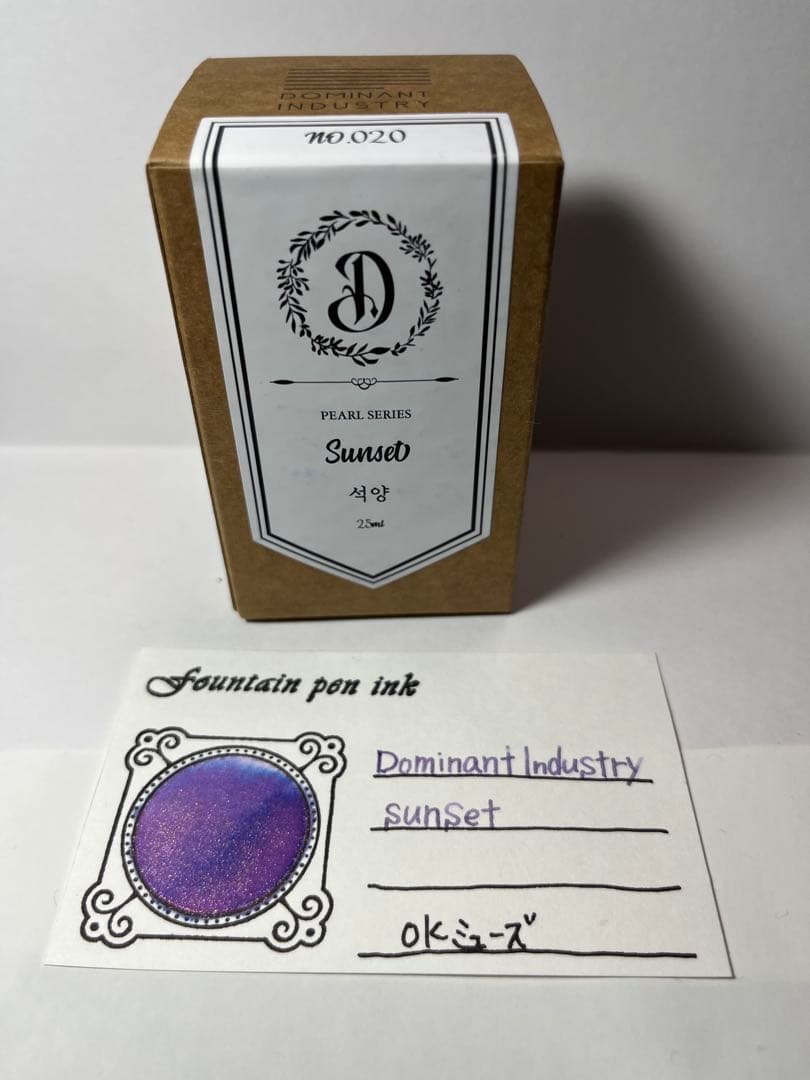 DOMINANT
INDUSTRY
no.020
D
PEARL SERIES
Sunset
석양
25ml
Fountain pen ink
Dominant Industry
sunset
OKミューズ